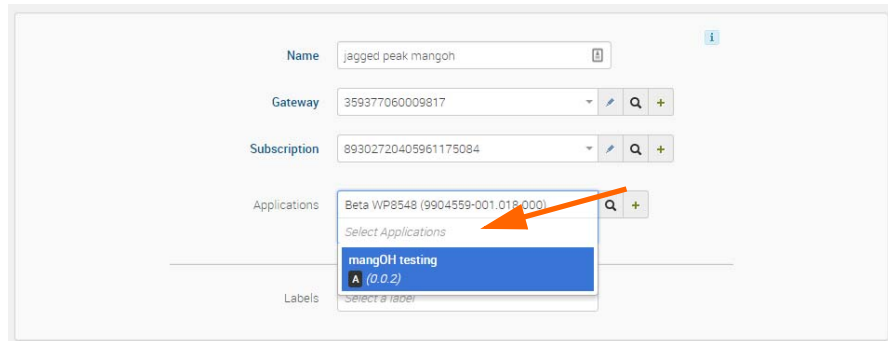 i
Name jagged peak mangoh
Gateway 359377060009817
Subscription 89302720405961175084
Applications Beta WP8548 (9904559-001.018.000)
Select Applications
mangOH testing
A (0.0.2)
Labels Select a label